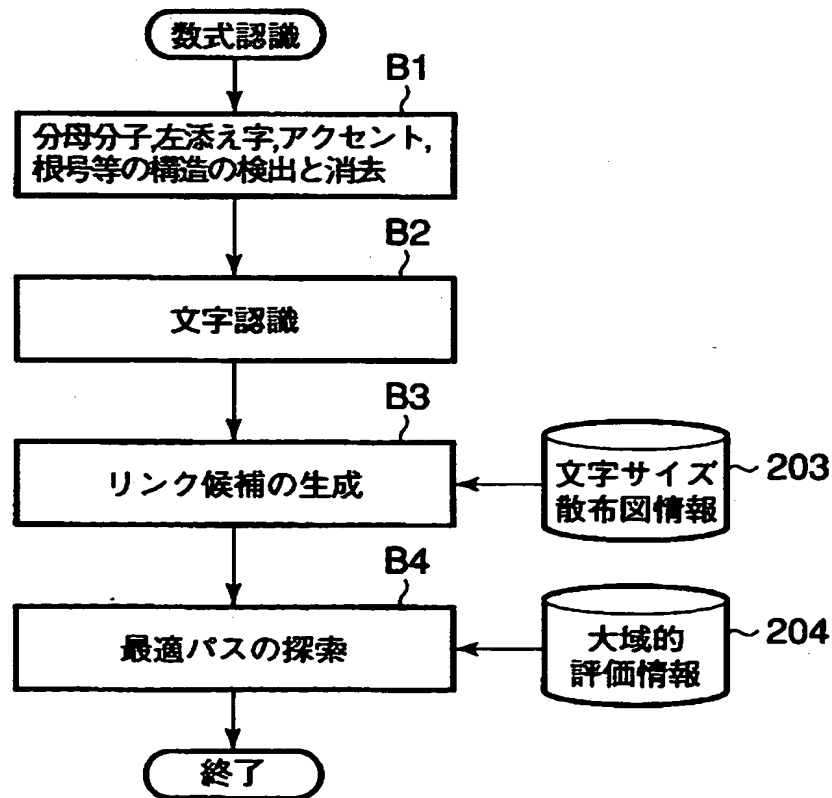 数式認識
B1
分母分子,左添え字,アクセント,
根号等の構造の検出と消去
B2
文字認識
B3
リンク候補の生成
文字サイズ
散布図情報
203
B4
最適パスの探索
大域的
評価情報
204
終了